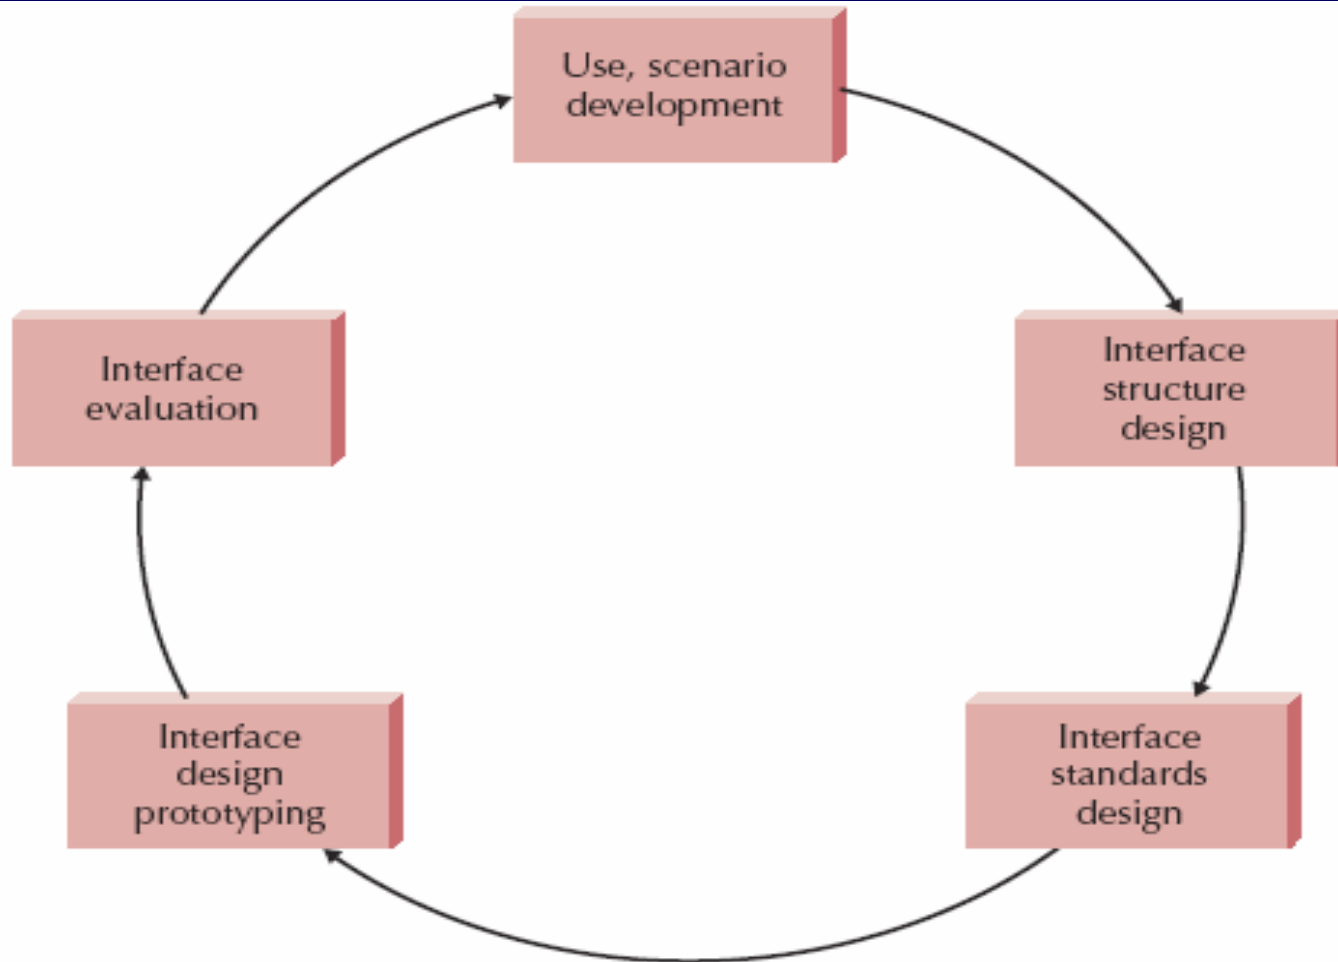 Use, scenario
development
Interface
structure
design
Interface
standards
design
Interface
design
prototyping
Interface
evaluation